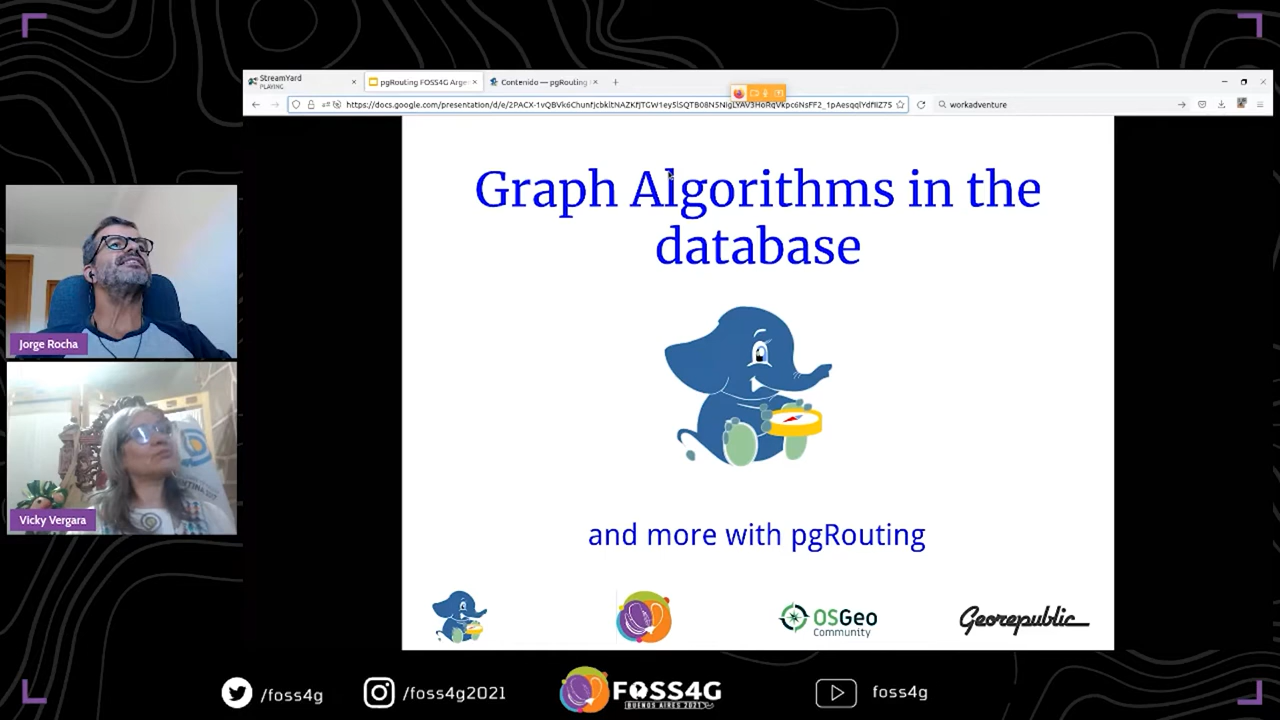 StreamYard
PLAYING
pgRouting FOSS4G Arge
Contenido — pgRouting
workadventure
Graph Algorithms in the
database
and more with pgRouting
OSGeo
Community
Georepublic
Jorge Rocha
Vicky Vergara
/foss4g
/foss4g2021
FOSS4G
BUENOS AIRES 2021
foss4g